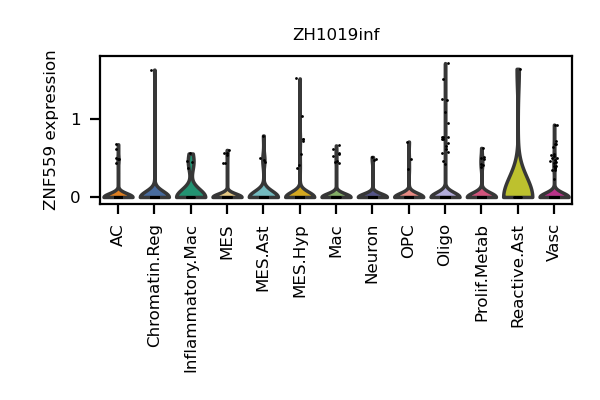 ZH1019inf
ZNF559 expression
1
0
AC
Chromatin.Reg
Inflammatory.Mac
MES
MES.Ast
MES.Hyp
Mac
Neuron
OPC
Oligo
Prolif.Metab
Reactive.Ast
Vasc